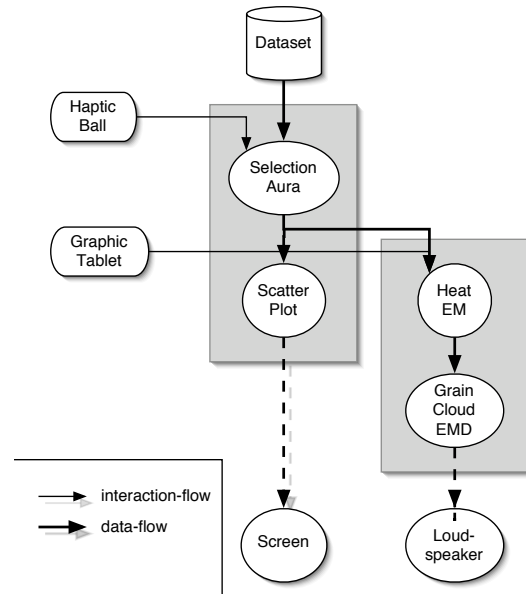 Dataset
Haptic
Ball
Selection
Aura
Graphic
Tablet
Scatter
Plot
Heat
EM
Grain
Cloud
EMD
interaction-flow
data-flow
Screen
Loud-
speaker